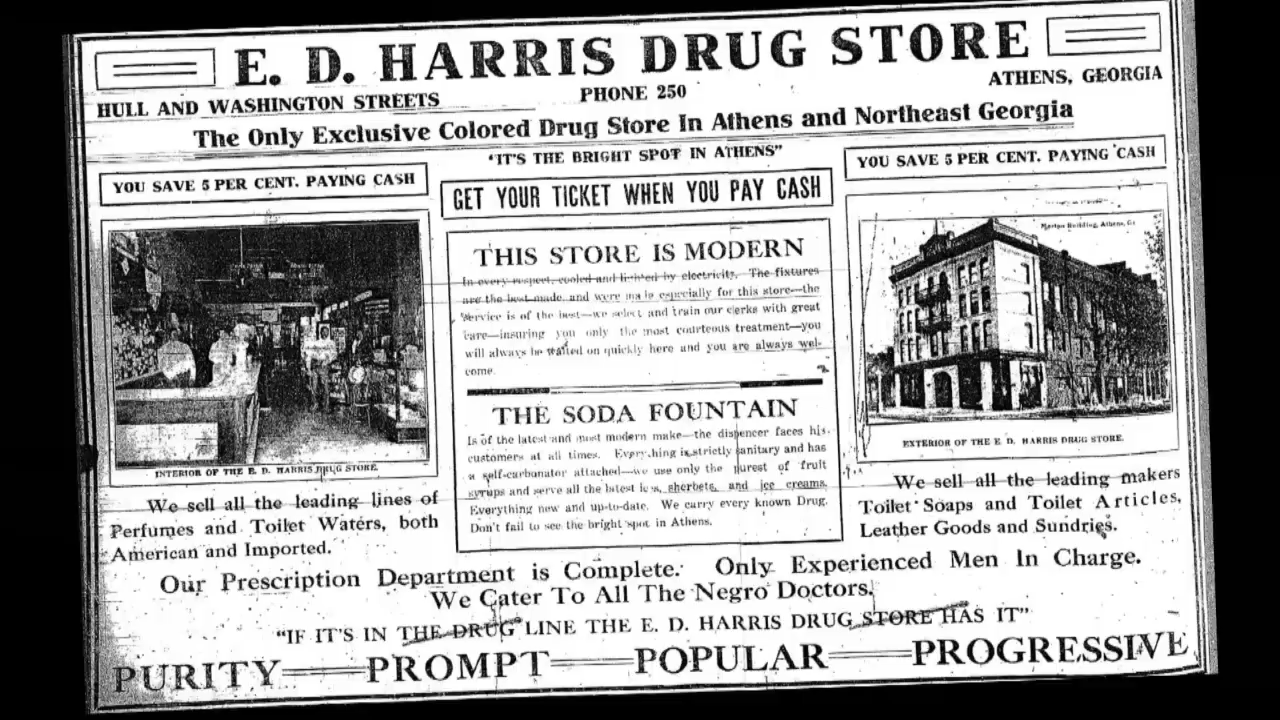 E. D. HARRIS DRUG STORE
HULL AND WASHINGTON STREETS
PHONE 250
ATHENS, GEORGIA
The Only Exclusive Colored Drug Store In Athens and Northeast Georgia
"IT'S THE BRIGHT SPOT IN ATHENS"
YOU SAVE 5 PER CENT. PAYING CASH
GET YOUR TICKET WHEN YOU PAY CASH
YOU SAVE 5 PER CENT. PAYING CASH
INTERIOR OF THE E. D. HARRIS DRUG STORE.
We sell all the leading lines of
Perfumes and Toilet Waters, both
American and Imported.
THIS STORE IS MODERN
In every respect, cooled and lighted by electricity. The fixtures
are the best made, and were made especially for this store—the
service is of the best—we select and train our clerks with great
care—insuring you only the most courteous treatment—you
will always be waited on quickly here and you are always wel-
come.
THE SODA FOUNTAIN
Is of the latest and most modern make—the dispencer faces his
customers at all times. Everything is strictly sanitary and has
a self-carbonator attached—we use only the purest of fruit
syrups and serve all the latest sherbets, and ice creams.
Everything new and up-to-date. We carry every known Drug.
Don't fail to see the bright spot in Athens.
Morton Building, Athens, Ga
EXTERIOR OF THE E. D. HARRIS DRUG STORE.
We sell all the leading makers
Toilet Soaps and Toilet Articles,
Leather Goods and Sundries.
Our Prescription Department is Complete. Only Experienced Men In Charge.
We Cater To All The Negro Doctors.
"IF IT'S IN THE DRUG LINE THE E. D. HARRIS DRUG STORE HAS IT"
PURITY PROMPT POPULAR PROGRESSIVE